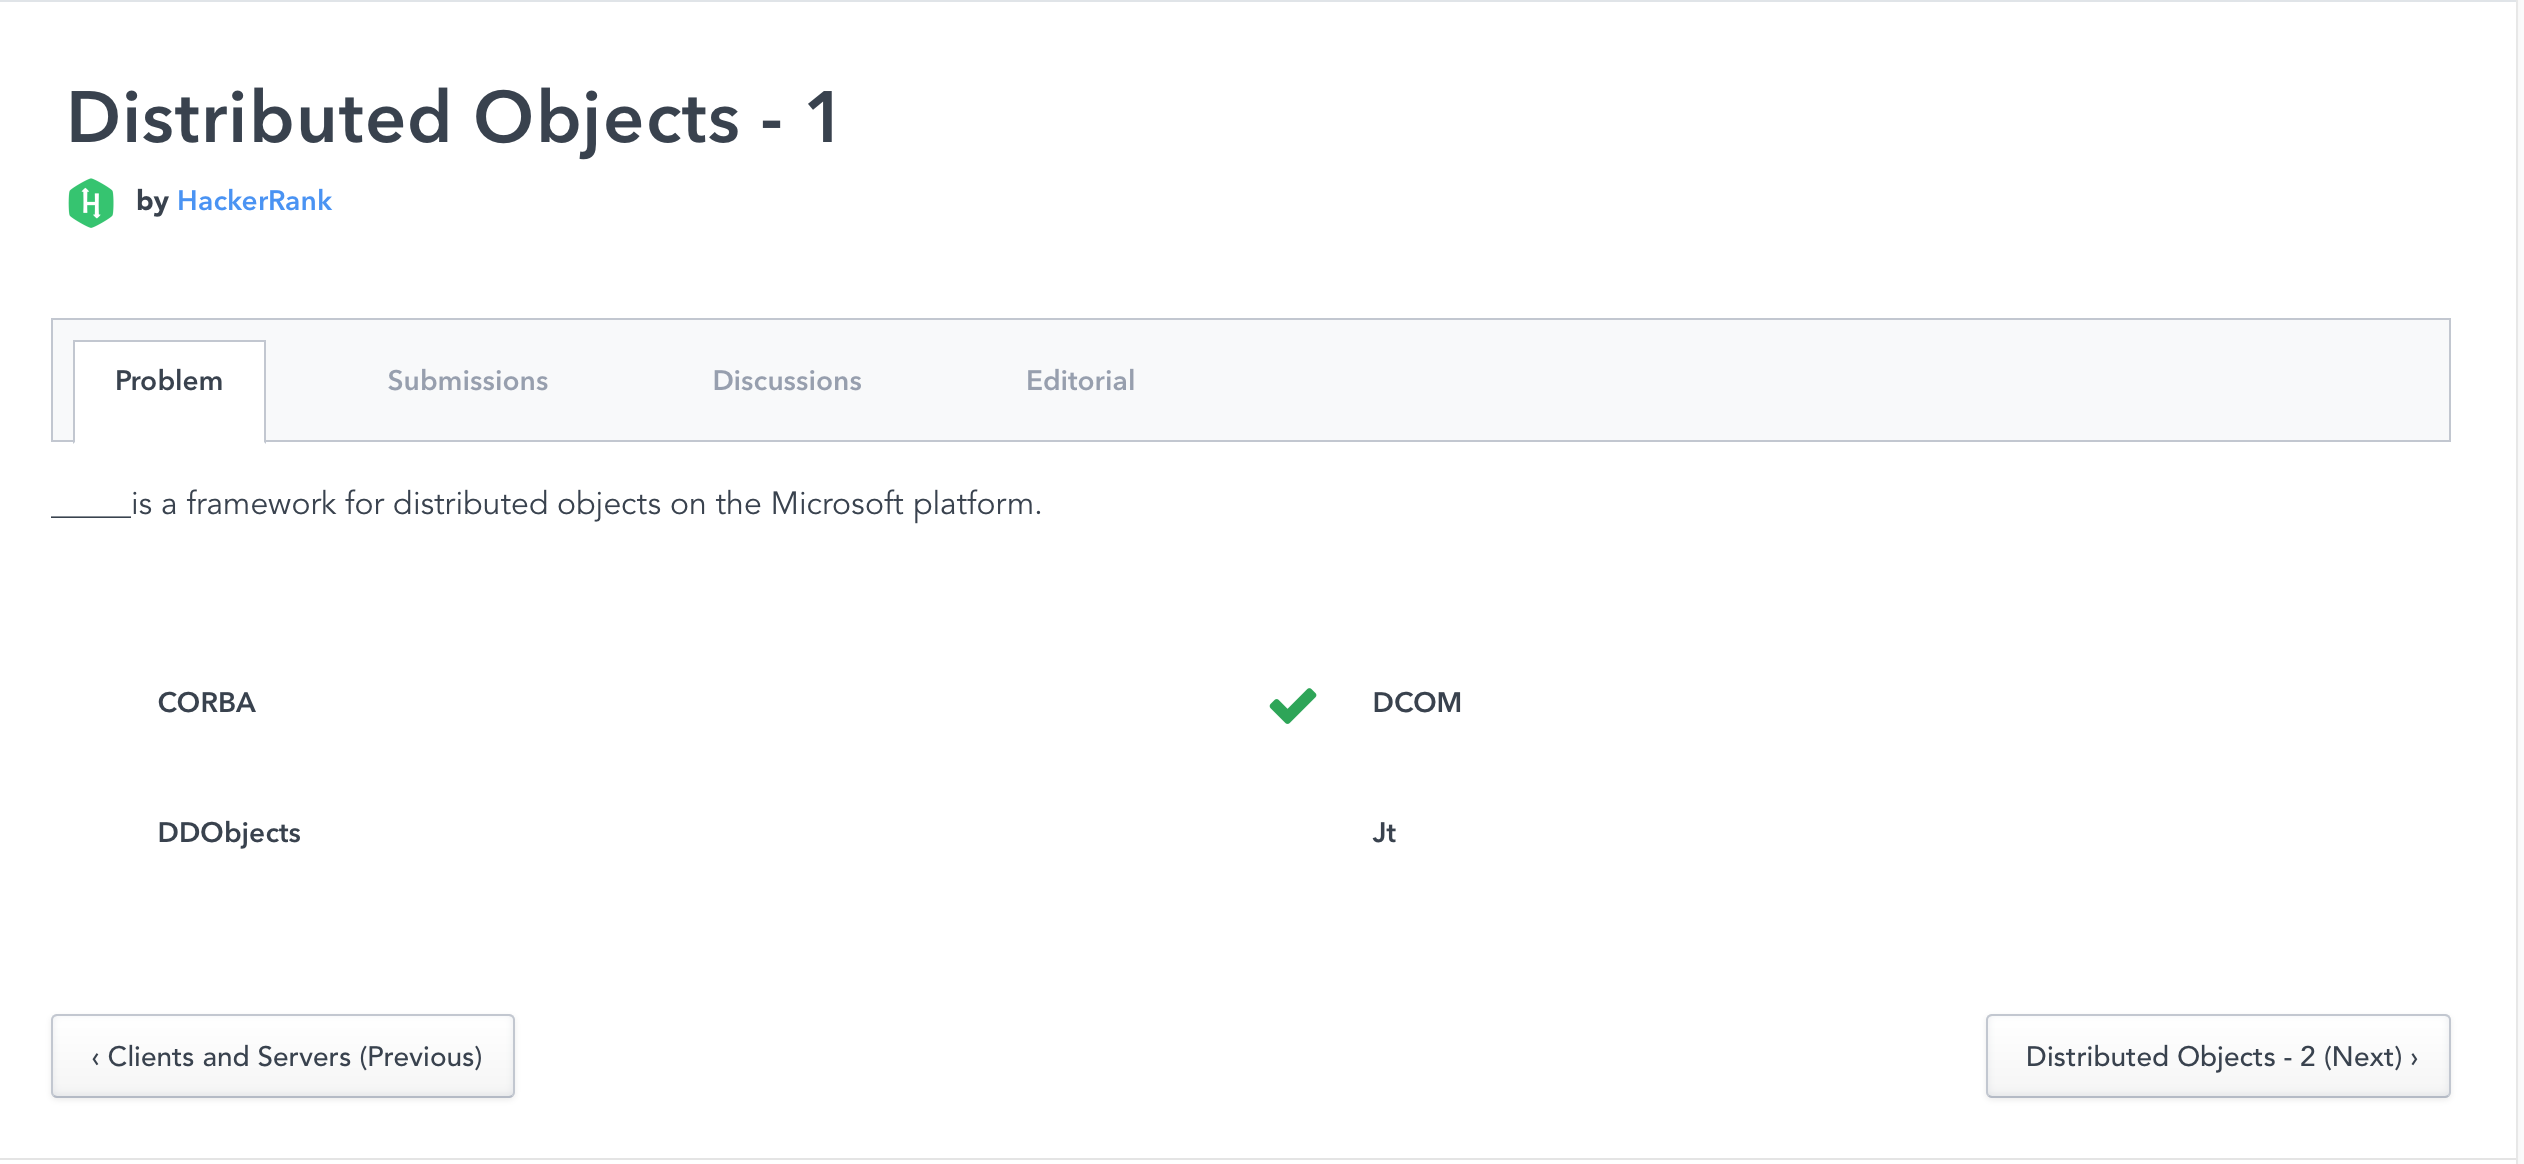 Distributed Objects - 1
by HackerRank
Problem
Submissions
Discussions
Editorial
_____is a framework for distributed objects on the Microsoft platform.
CORBA
DCOM
DDObjects
Jt
‹ Clients and Servers (Previous)
Distributed Objects - 2 (Next) ›